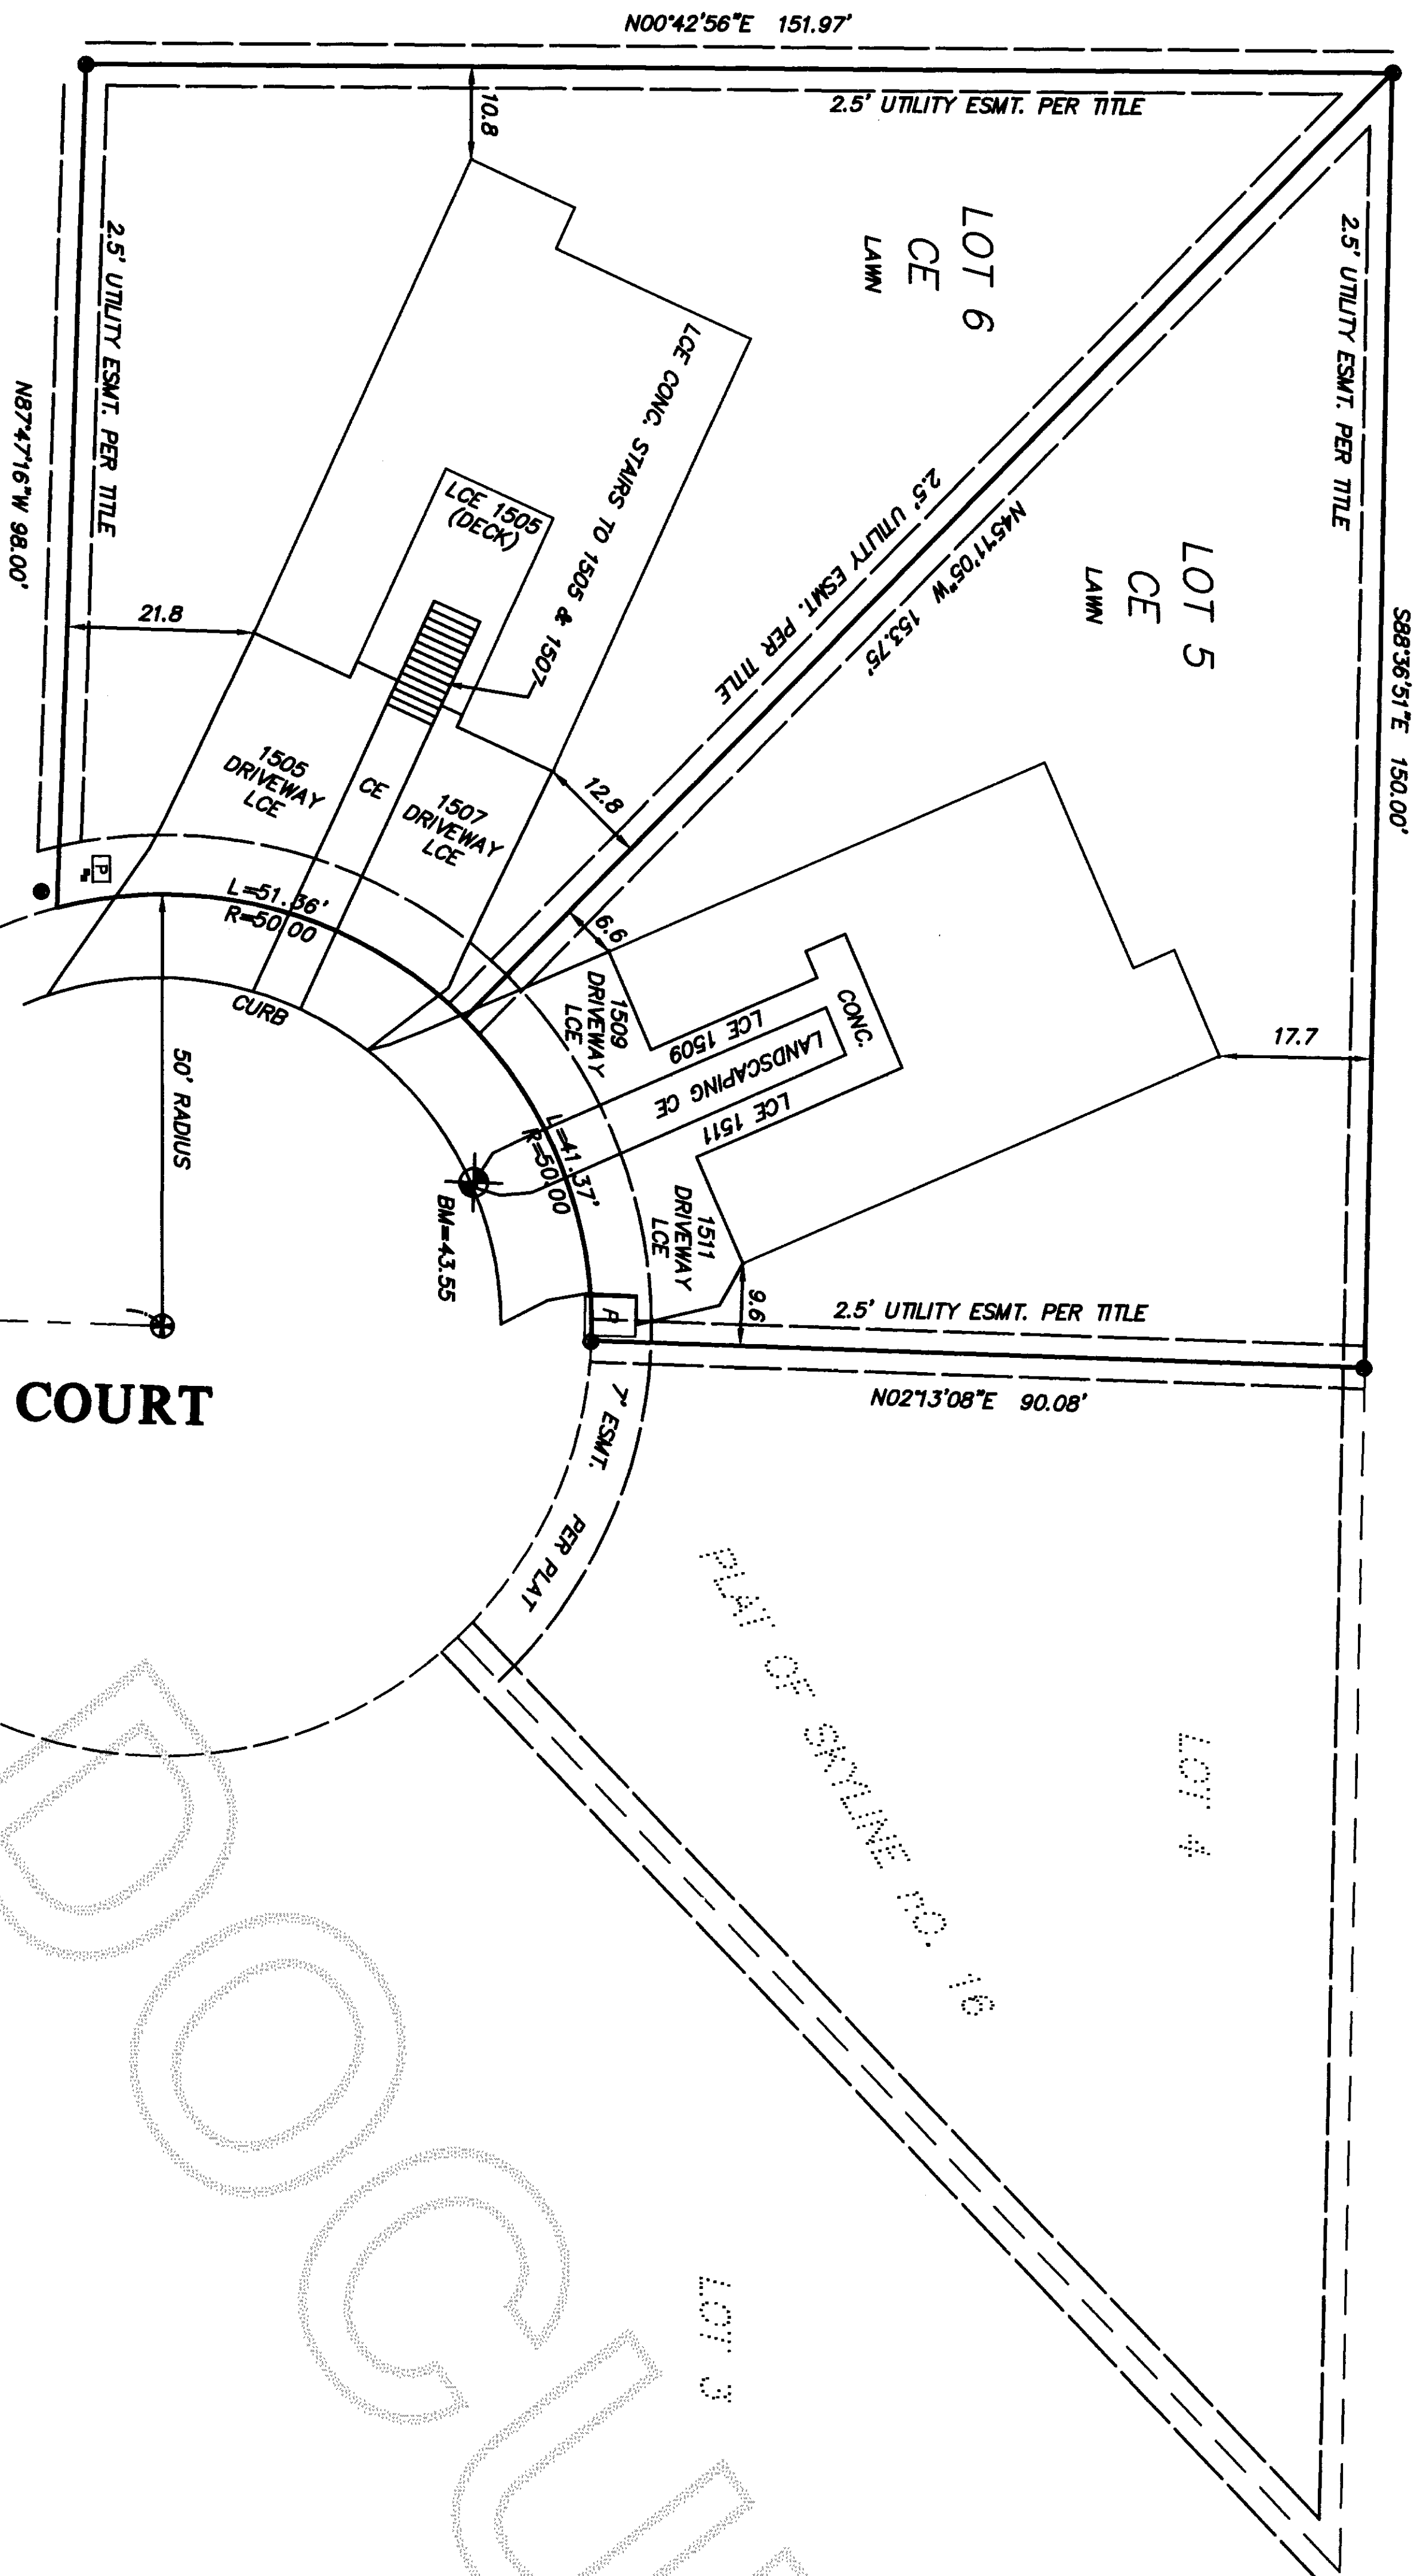 N00°42'56"E 151.97'
2.5' UTILITY ESMT. PER TITLE
10.8
LOT 6
CE
LAWN
2.5' UTILITY ESMT. PER TITLE
2.5' UTILITY ESMT. PER TITLE
S88°36'51"E 150.00'
N87°47'16"W 98.00'
LCE CONC. STAIRS TO 1505 & 1507
LCE 1505
(DECK)
2.5' UTILITY ESMT. PER TITLE
N45°11'05"W 153.75'
LOT 5
CE
LAWN
21.8
1505
DRIVEWAY
LCE
CE
1507
DRIVEWAY
LCE
12.8
P
L=51.36'
R=50.00
CURB
6.6
1509
DRIVEWAY
LCE
CONC.
LCE 1509
LANDSCAPING CE
LCE 1511
17.7
50' RADIUS
L=41.37'
R=50.00
BM=43.55
1511
DRIVEWAY
LCE
9.6
P
2.5' UTILITY ESMT. PER TITLE
N02°13'08"E 90.08'
COURT
7' ESMT.
PER PLAT
PLAT OF SKYLINE NO. 16
LOT 4
LOT 3
DOCU